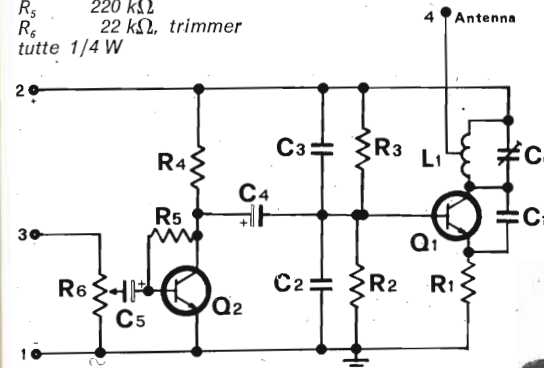 R5 220 kΩ
R6 22 kΩ, trimmer
tutte 1/4 W
4 Antenna
2
+
C3
R3
L1
C
R4
C4
+
R5
C1
3
Q1
R6
+
C5
Q2
C2
R2
R1
1
-